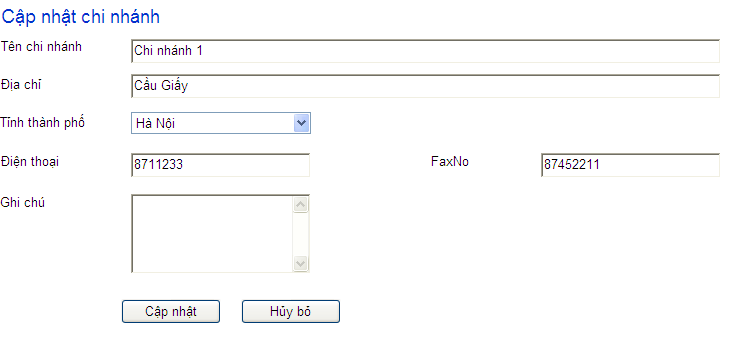 Cập nhật chi nhánh
Tên chi nhánh Chi nhánh 1
Địa chỉ Cầu Giấy
Tỉnh thành phố Hà Nội
Điện thoại 8711233 FaxNo 87452211
Ghi chú
Cập nhật Hủy bỏ